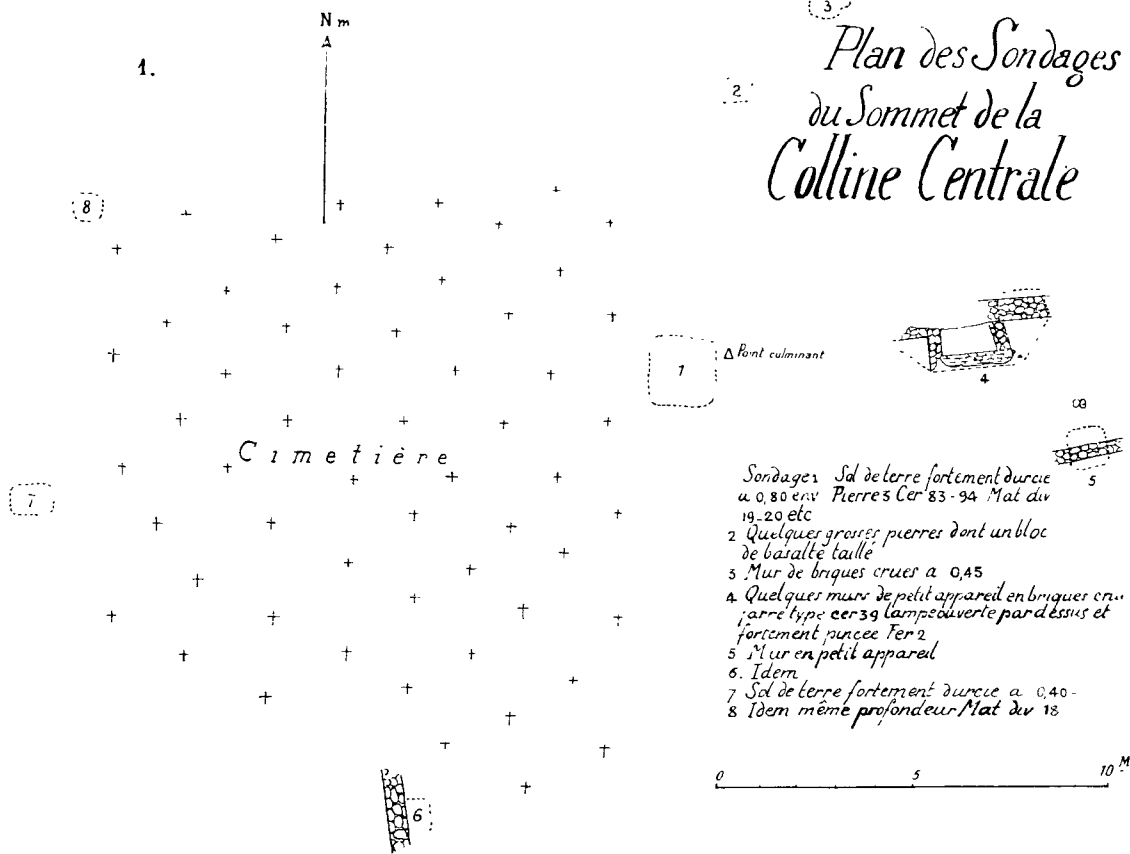 N m
1.
3
Plan des Sondages
du Sommet de la
Colline Centrale
2
8
1
Point culminant
4
5
Cimetière
7
6
Sondage 1 Sol de terre fortement durcie
a 0,80 env Pierre 3 Cer 83-94 Mat div
19-20 etc
2 Quelques grosses pierres dont un bloc
de basalte taillé
3 Mur de briques crues a 0,45
4 Quelques murs de petit appareil en briques
jarre type cer 39 lampe ouverte par dessus et
fortement pincee Fer 2
5 Mur en petit appareil
6. Idem
7 Sol de terre fortement durcie a 0,40-
8 Idem même profondeur Mat div 18
0 5 10 M